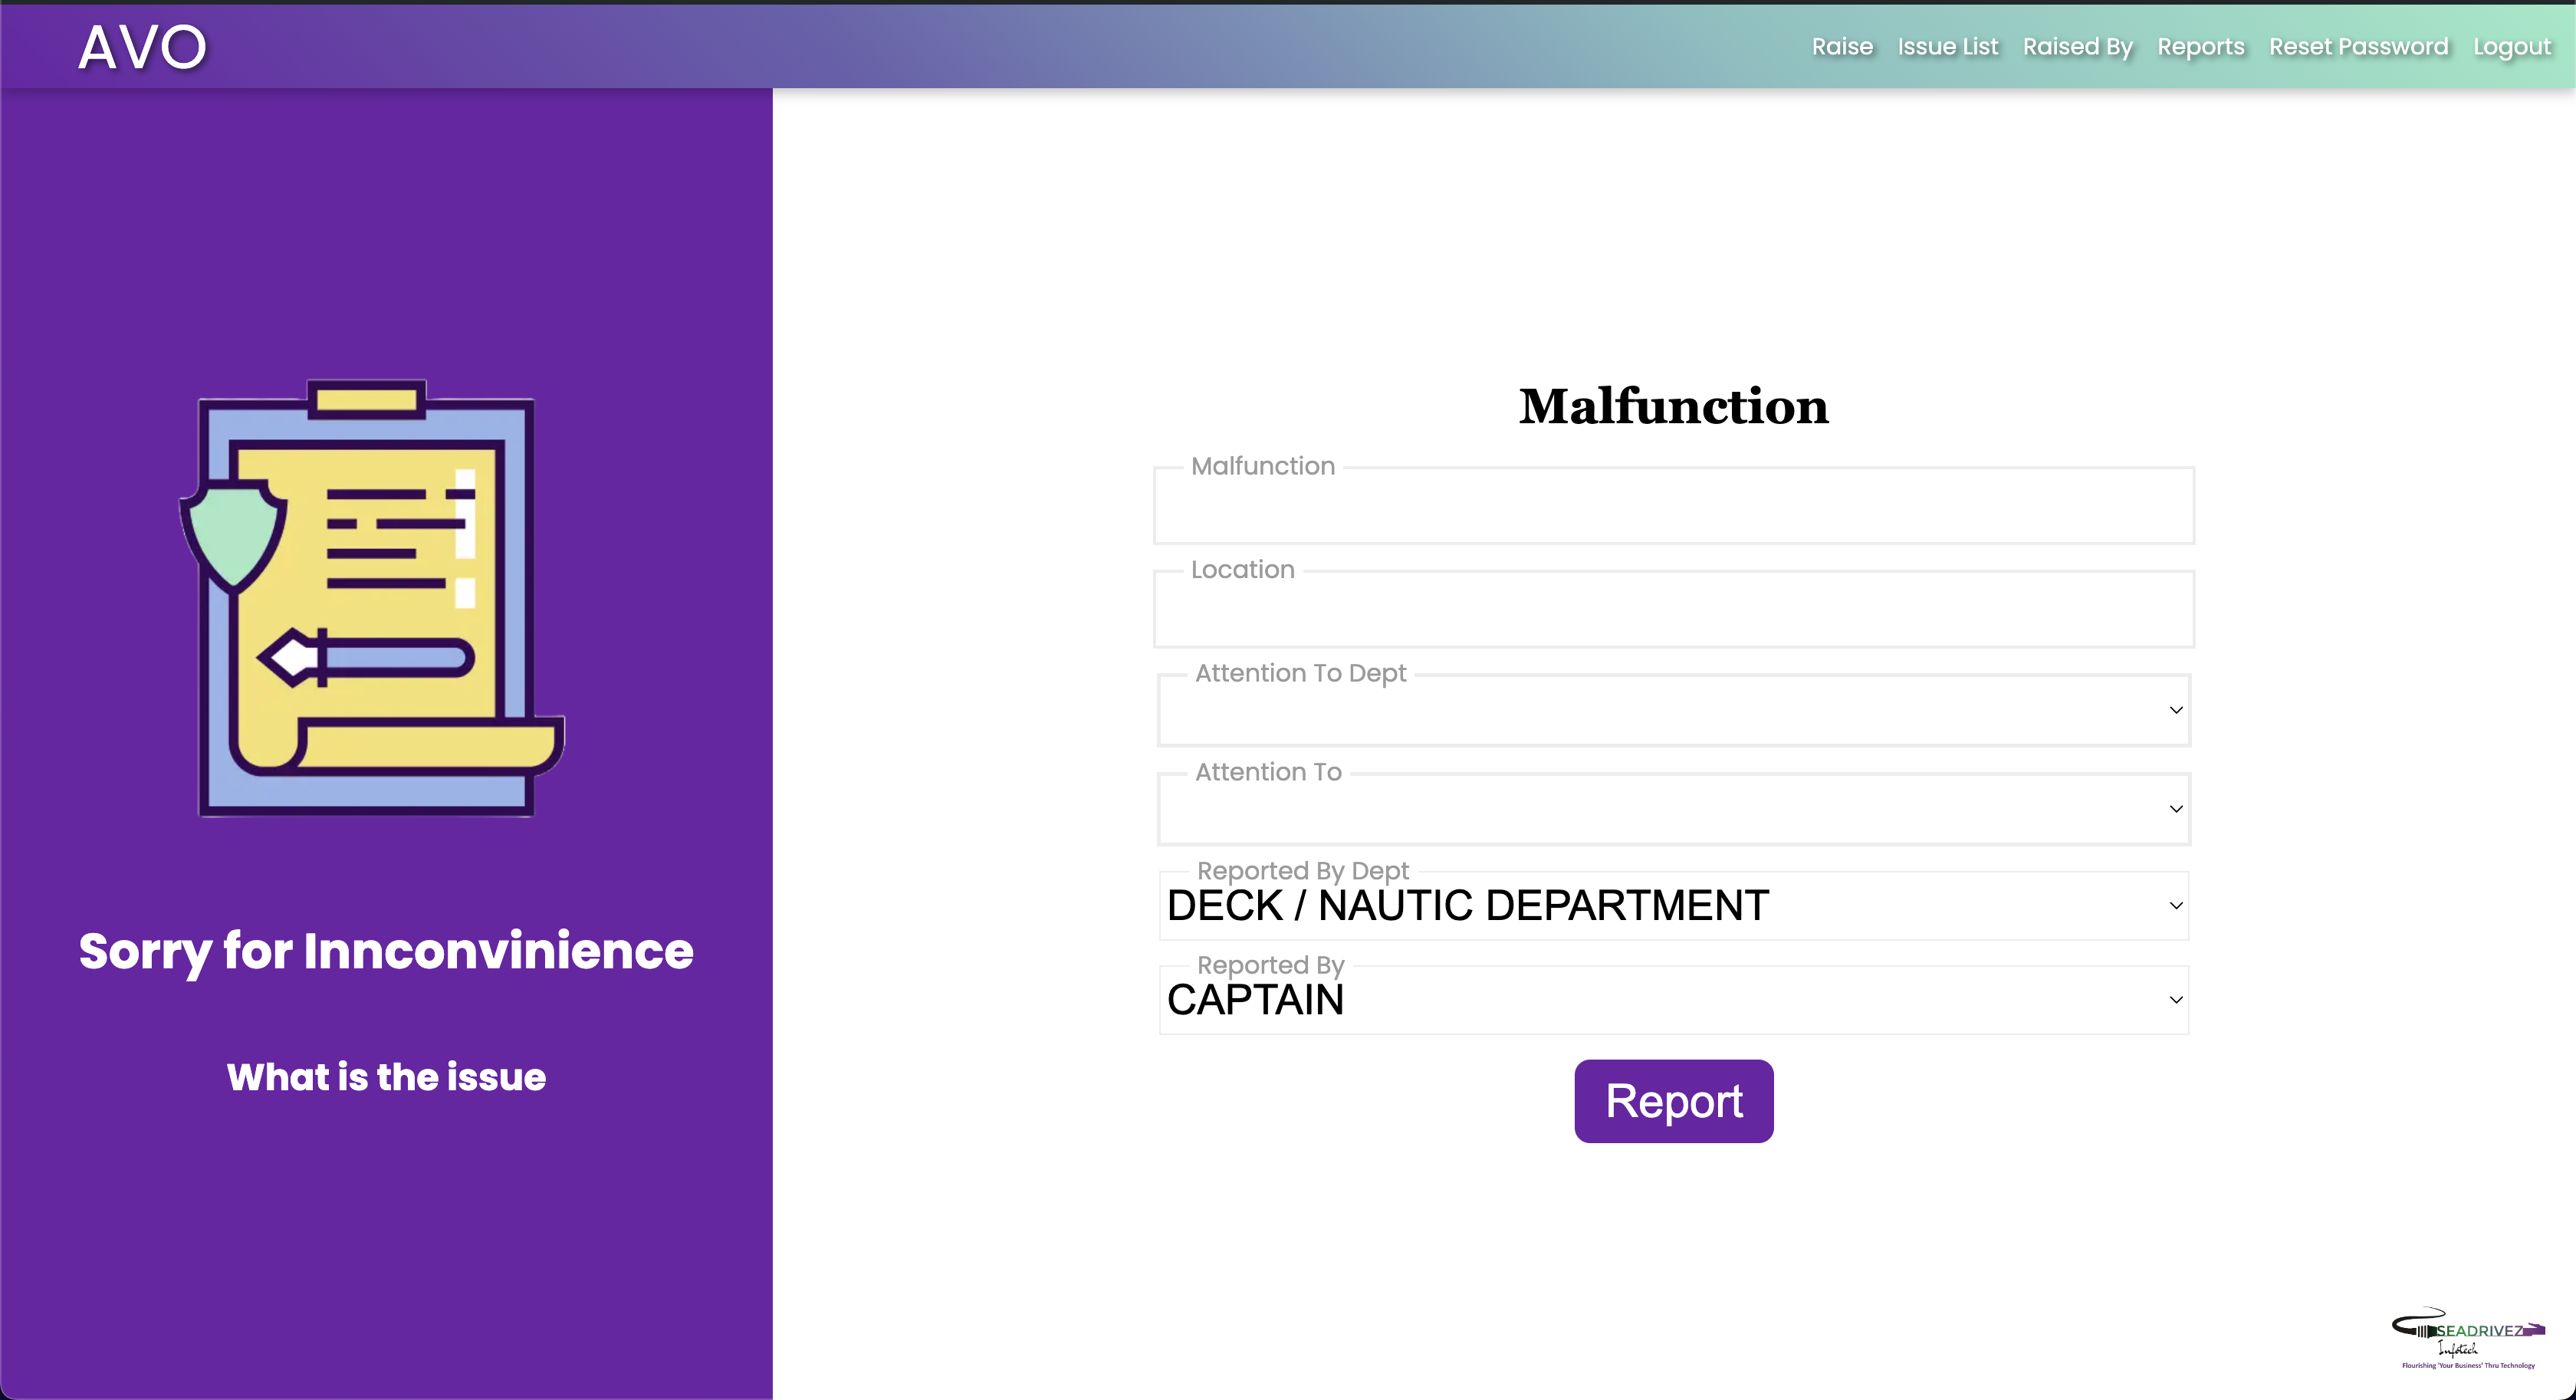 AVO
Raise Issue List Raised By Reports Reset Password Logout
Sorry for Innconvinience
What is the issue
Malfunction
Malfunction
Location
Attention To Dept
Attention To
Reported By Dept
DECK / NAUTIC DEPARTMENT
Reported By
CAPTAIN
Report
SEADRIVEZ
Infotech
Flourishing 'Your Business' Thru Technology